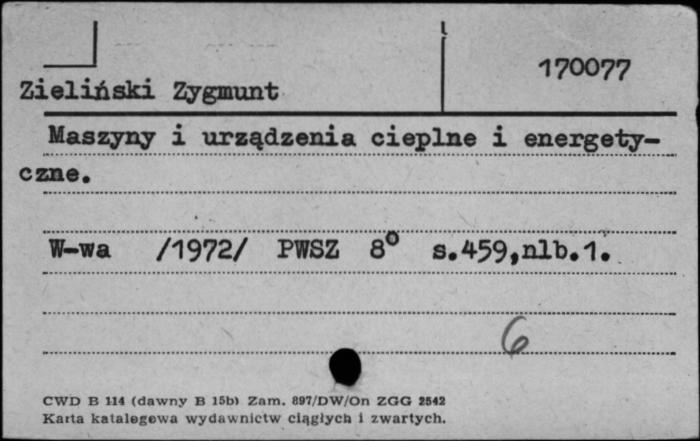 170077
Zieliński Zygmunt
Maszyny i urządzenia cieplne i energety-
czne.
W-wa /1972/ PWSZ 8° s.459,nlb.1.
6
CWD B 114 (dawny B 15b) Zam. 897/DW/On ZGG 2542
Karta katalegowa wydawnictw ciągłych i zwartych.